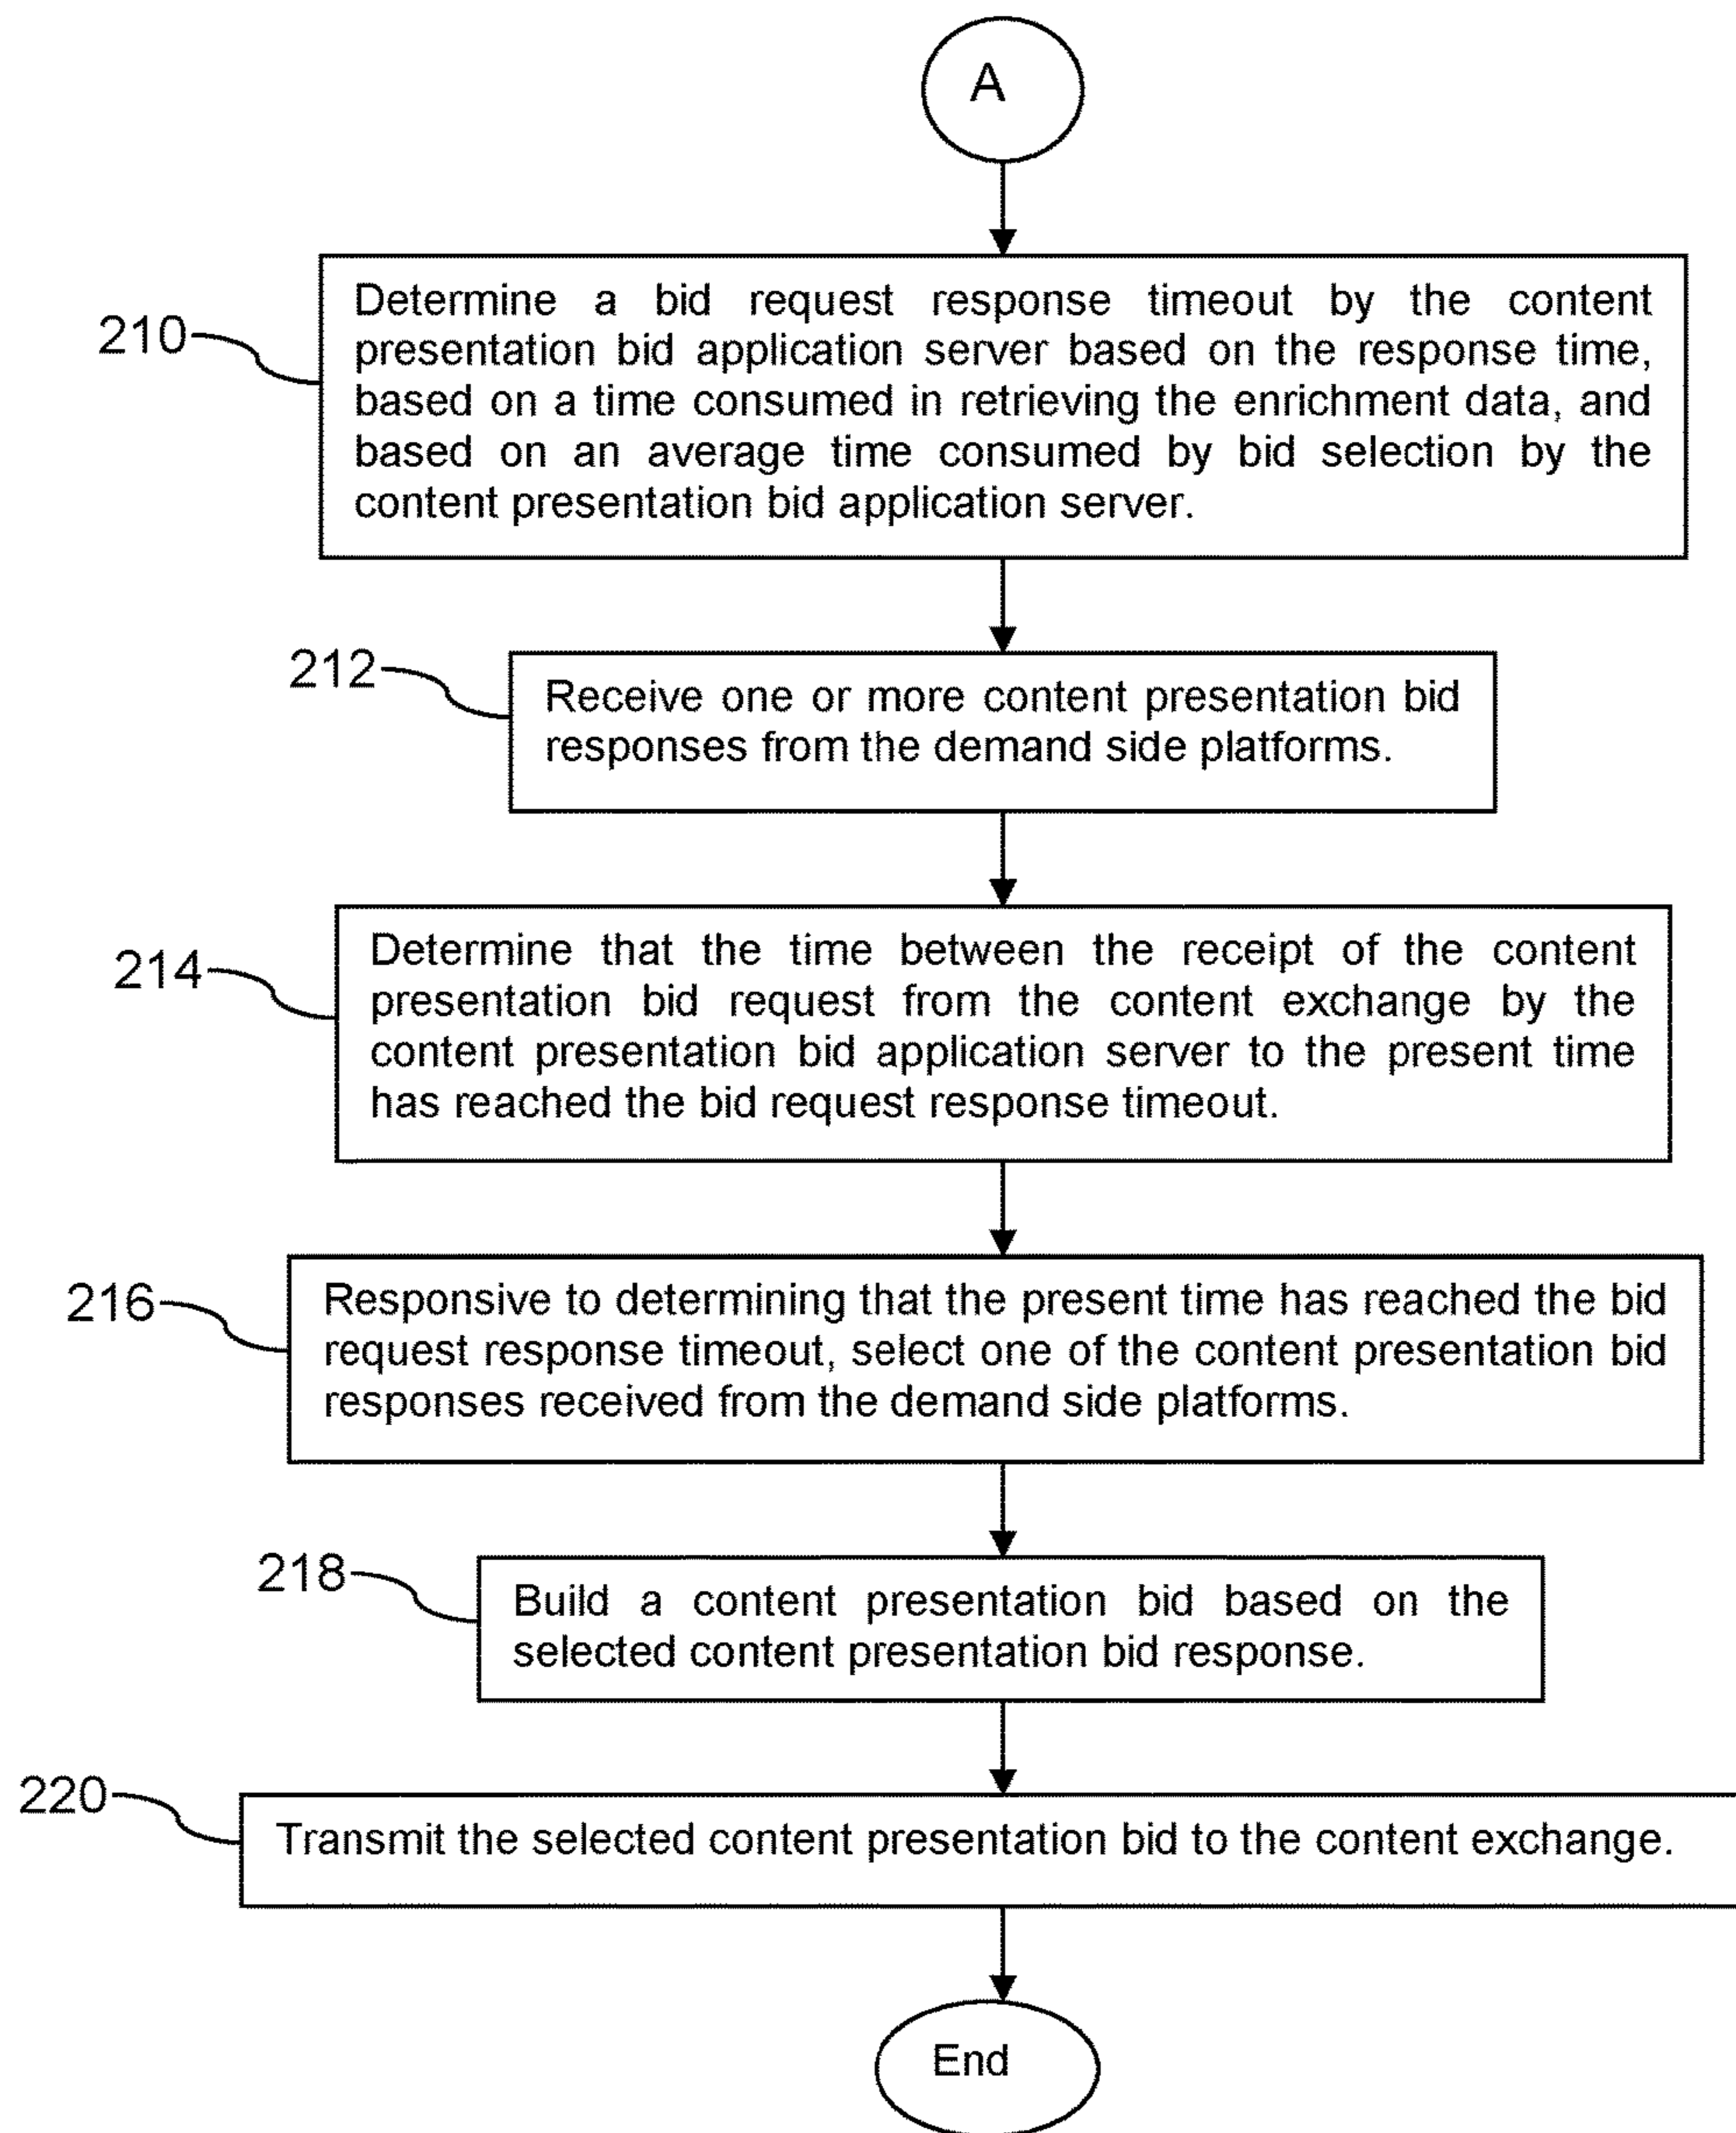 A
210
Determine a bid request response timeout by the content
presentation bid application server based on the response time,
based on a time consumed in retrieving the enrichment data, and
based on an average time consumed by bid selection by the
content presentation bid application server.
212
Receive one or more content presentation bid
responses from the demand side platforms.
214
Determine that the time between the receipt of the content
presentation bid request from the content exchange by the
content presentation bid application server to the present time
has reached the bid request response timeout.
216
Responsive to determining that the present time has reached the bid
request response timeout, select one of the content presentation bid
responses received from the demand side platforms.
218
Build a content presentation bid based on the
selected content presentation bid response.
220
Transmit the selected content presentation bid to the content exchange.
End